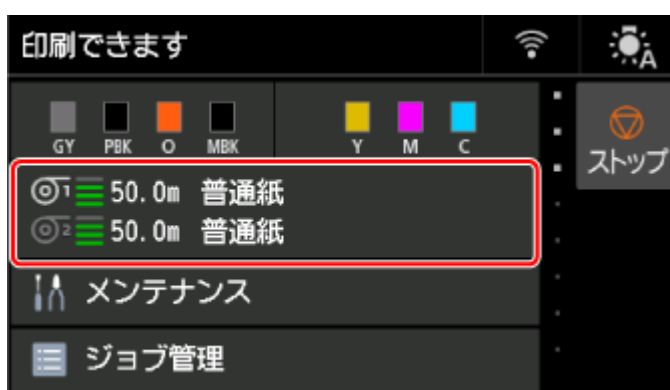 印刷できます
A
GY PBK O MBK Y M C
ストップ
1 50.0m 普通紙
2 50.0m 普通紙
メンテナンス
ジョブ管理